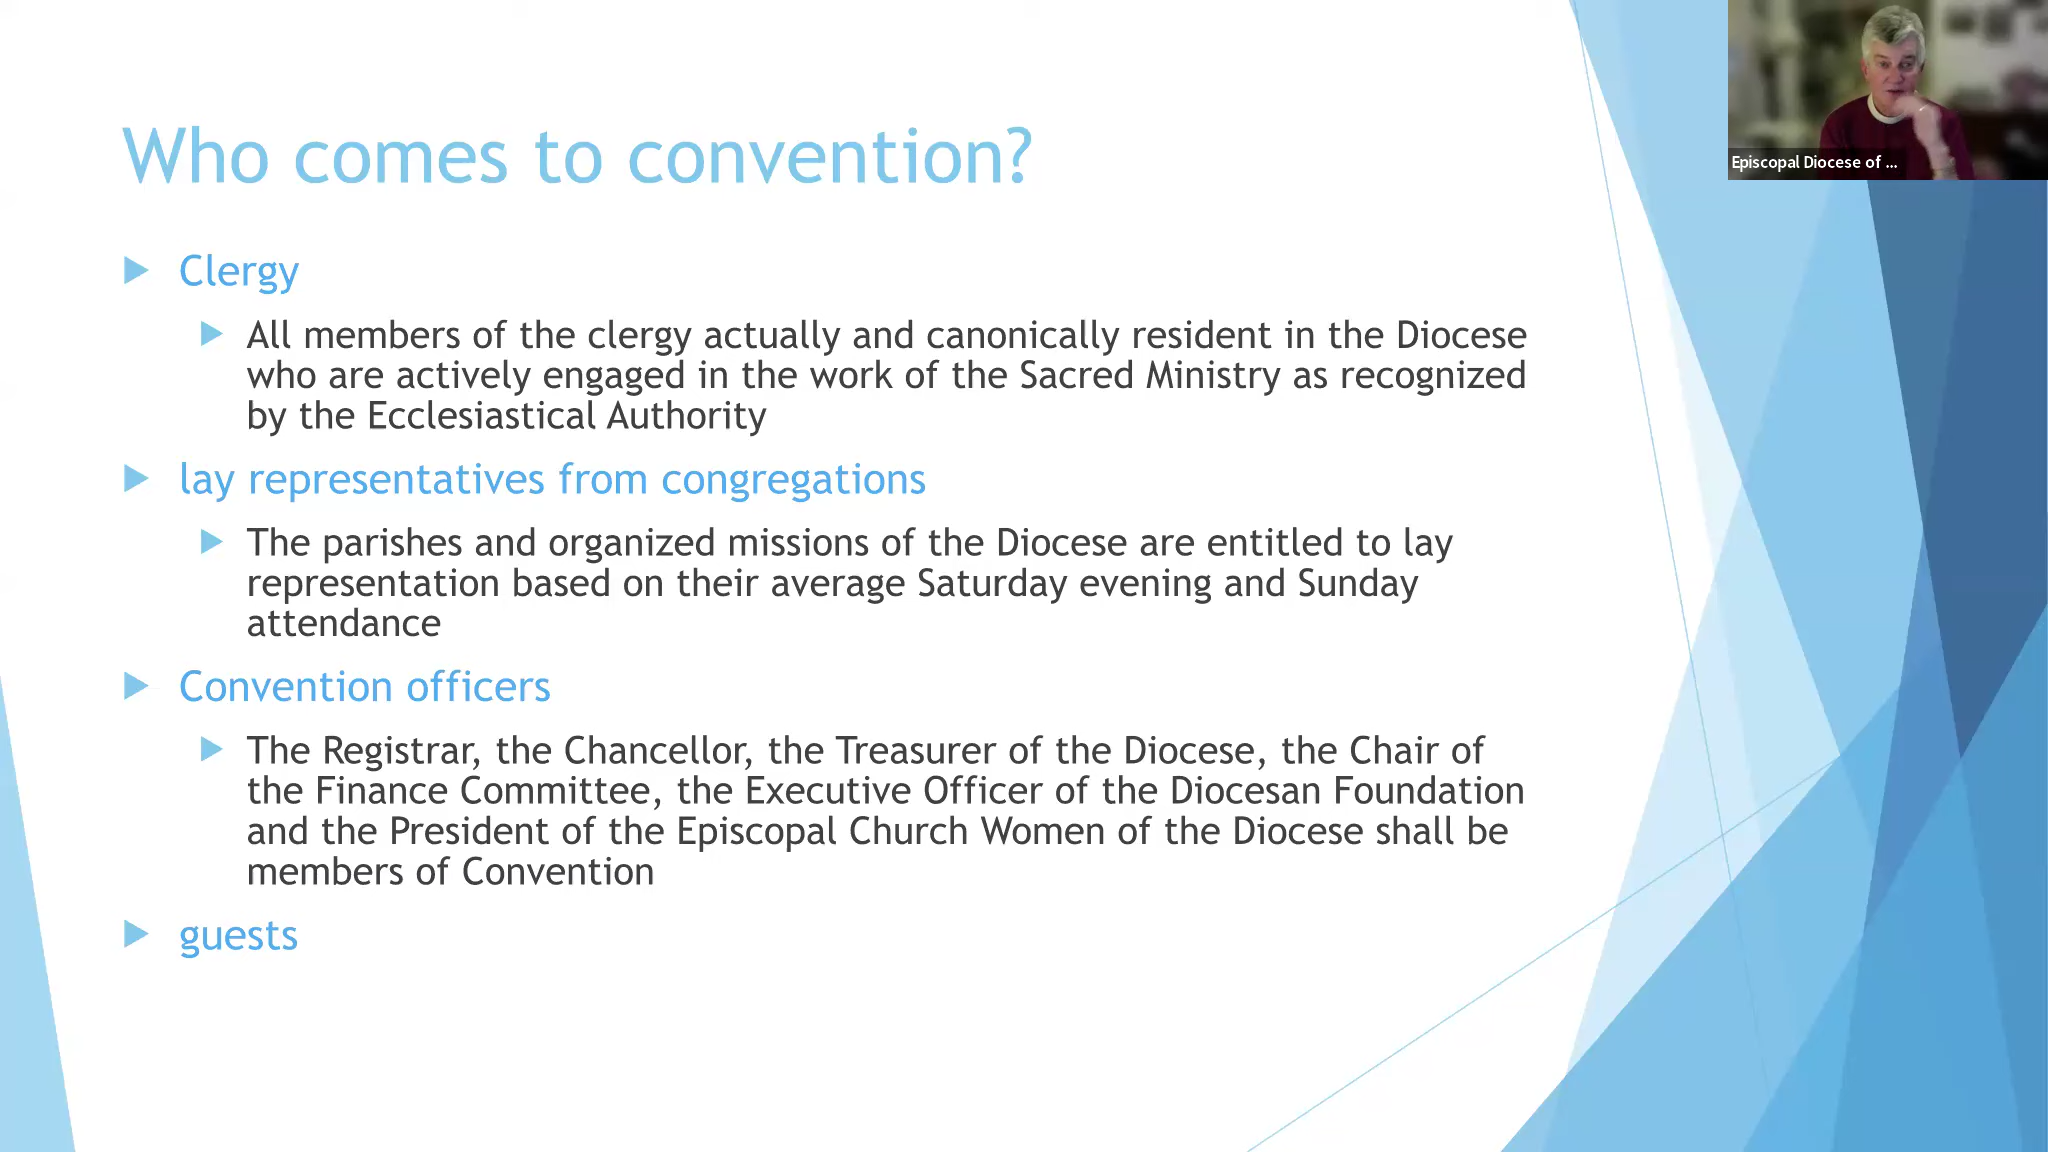 Who comes to convention?
Clergy
All members of the clergy actually and canonically resident in the Diocese
who are actively engaged in the work of the Sacred Ministry as recognized
by the Ecclesiastical Authority
lay representatives from congregations
The parishes and organized missions of the Diocese are entitled to lay
representation based on their average Saturday evening and Sunday
attendance
Convention officers
The Registrar, the Chancellor, the Treasurer of the Diocese, the Chair of
the Finance Committee, the Executive Officer of the Diocesan Foundation
and the President of the Episcopal Church Women of the Diocese shall be
members of Convention
guests
Episcopal Diocese of ...